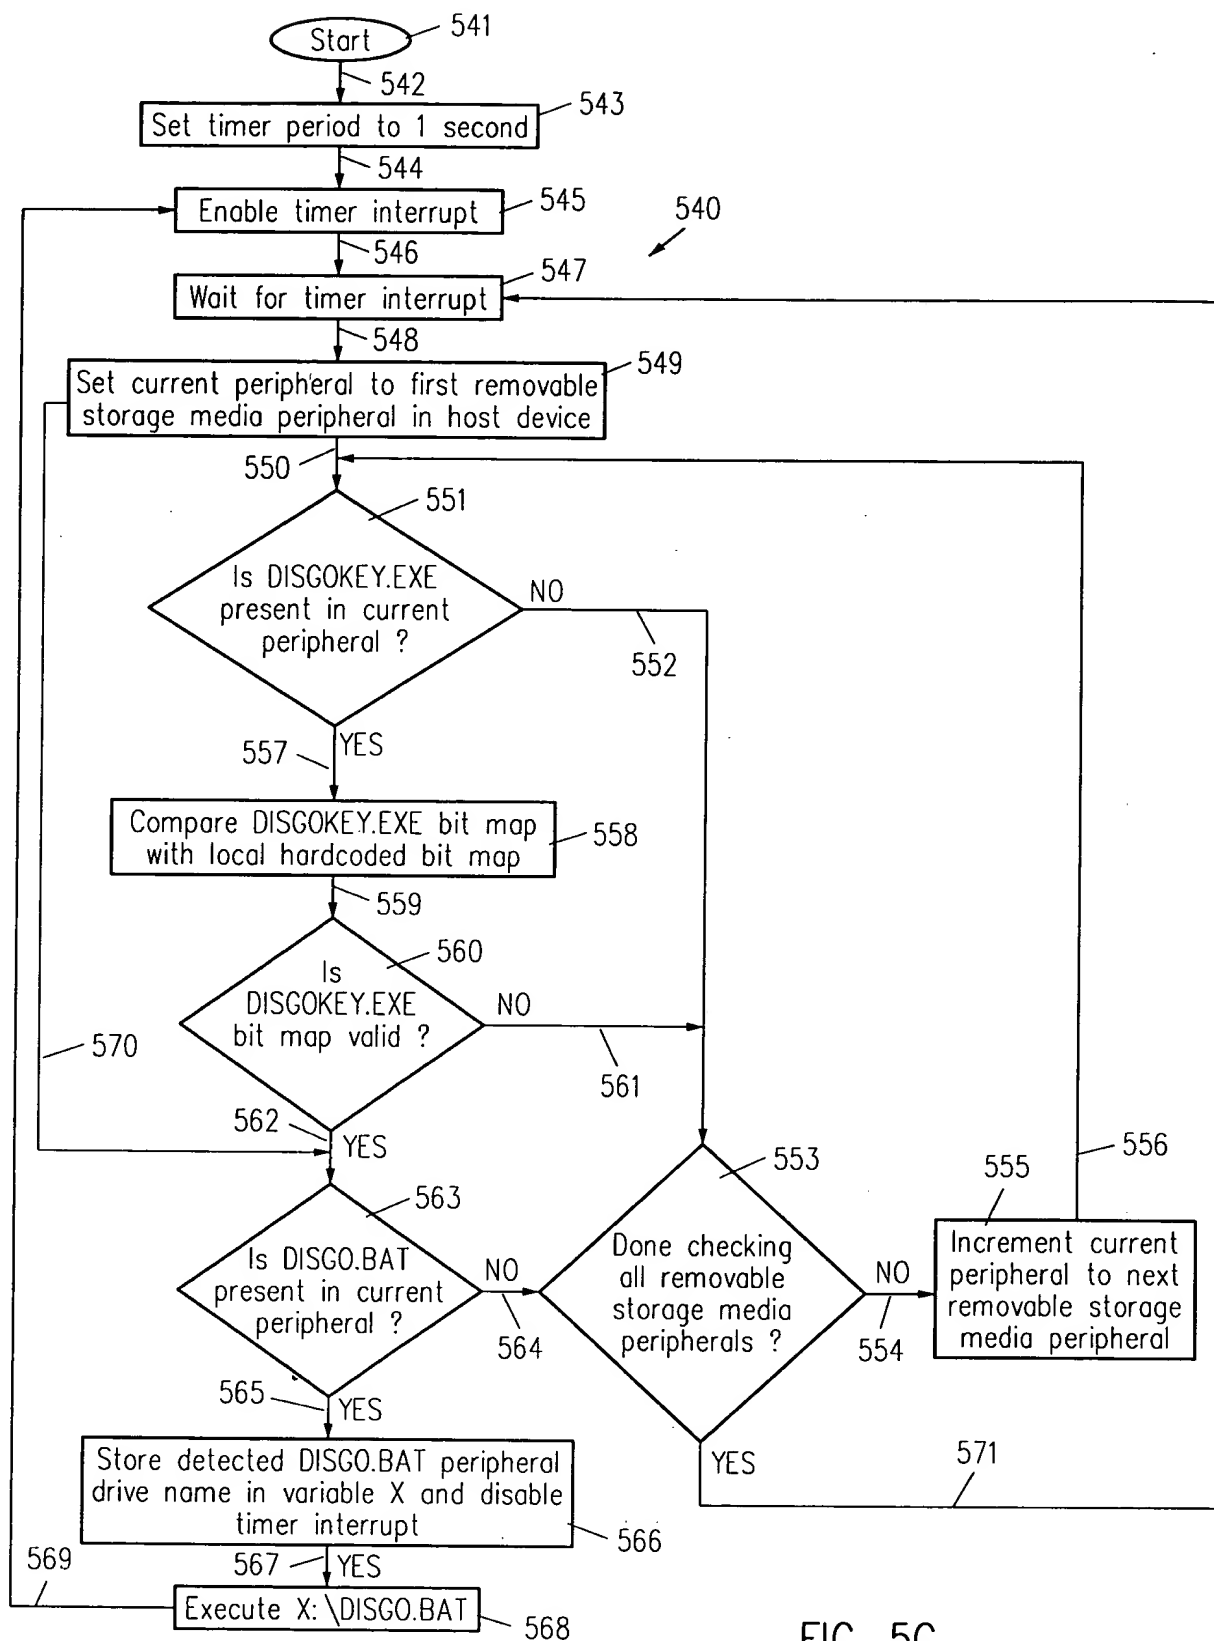 Start
541
542
Set timer period to 1 second
543
544
Enable timer interrupt
545
540
546
Wait for timer interrupt
547
548
Set current peripheral to first removable
storage media peripheral in host device
549
550
551
Is DISGOKEY.EXE
present in current
peripheral ?
NO
552
557
YES
Compare DISGOKEY.EXE bit map
with local hardcoded bit map
558
559
560
Is
DISGOKEY.EXE
bit map valid ?
NO
561
570
562
YES
563
Is DISGO.BAT
present in current
peripheral ?
NO
564
553
Done checking
all removable
storage media
peripherals ?
NO
554
555
556
Increment current
peripheral to next
removable storage
media peripheral
565
YES
YES
571
Store detected DISGO.BAT peripheral
drive name in variable X and disable
timer interrupt
566
567
YES
569
Execute X: \DISGO.BAT
568
FIG. 5C